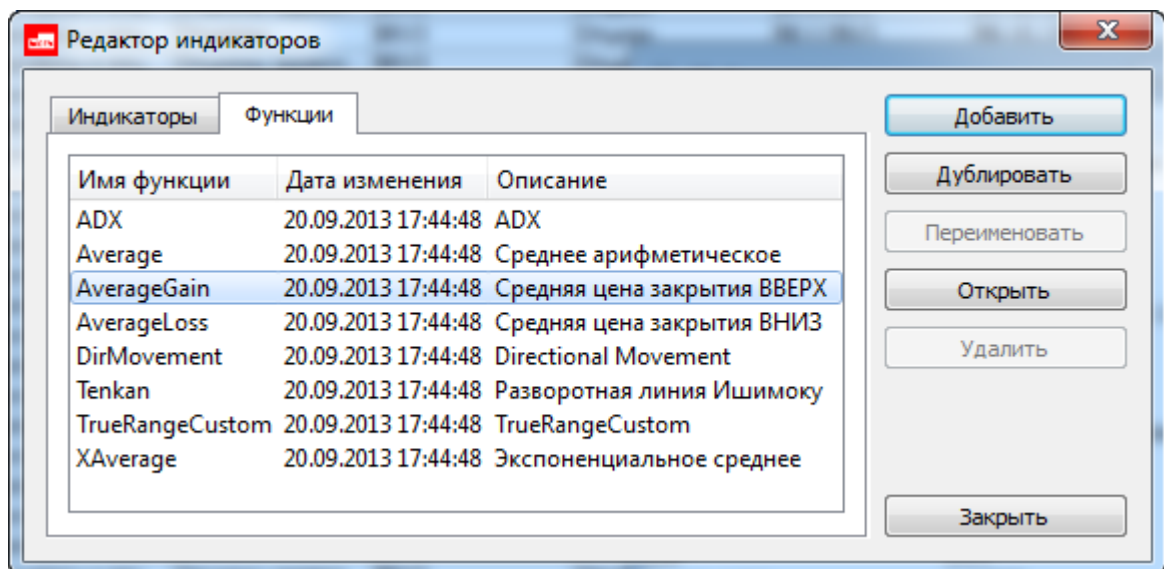 Редактор индикаторов
Индикаторы Функции
Имя функции Дата изменения Описание
ADX 20.09.2013 17:44:48 ADX
Average 20.09.2013 17:44:48 Среднее арифметическое
AverageGain 20.09.2013 17:44:48 Средняя цена закрытия ВВЕРХ
AverageLoss 20.09.2013 17:44:48 Средняя цена закрытия ВНИЗ
DirMovement 20.09.2013 17:44:48 Directional Movement
Tenkan 20.09.2013 17:44:48 Разворотная линия Ишимоку
TrueRangeCustom 20.09.2013 17:44:48 TrueRangeCustom
XAverage 20.09.2013 17:44:48 Экспоненциальное среднее
Добавить
Дублировать
Переименовать
Открыть
Удалить
Закрыть